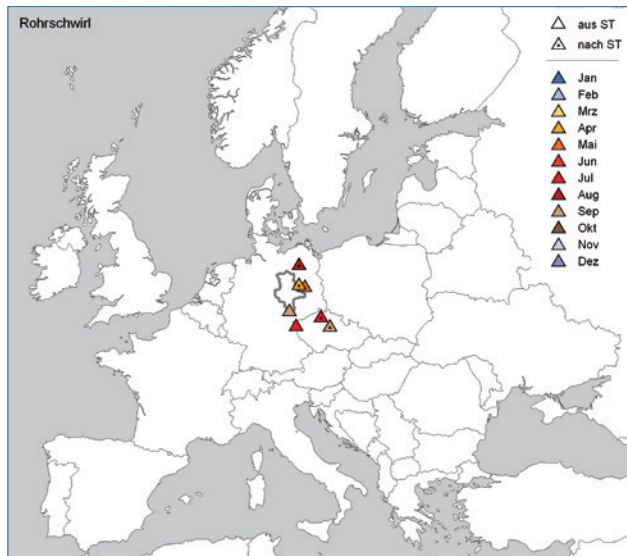 Rohrschwirl
aus ST
nach ST
Jan
Feb
Mrz
Apr
Mai
Jun
Jul
Aug
Sep
Okt
Nov
Dez